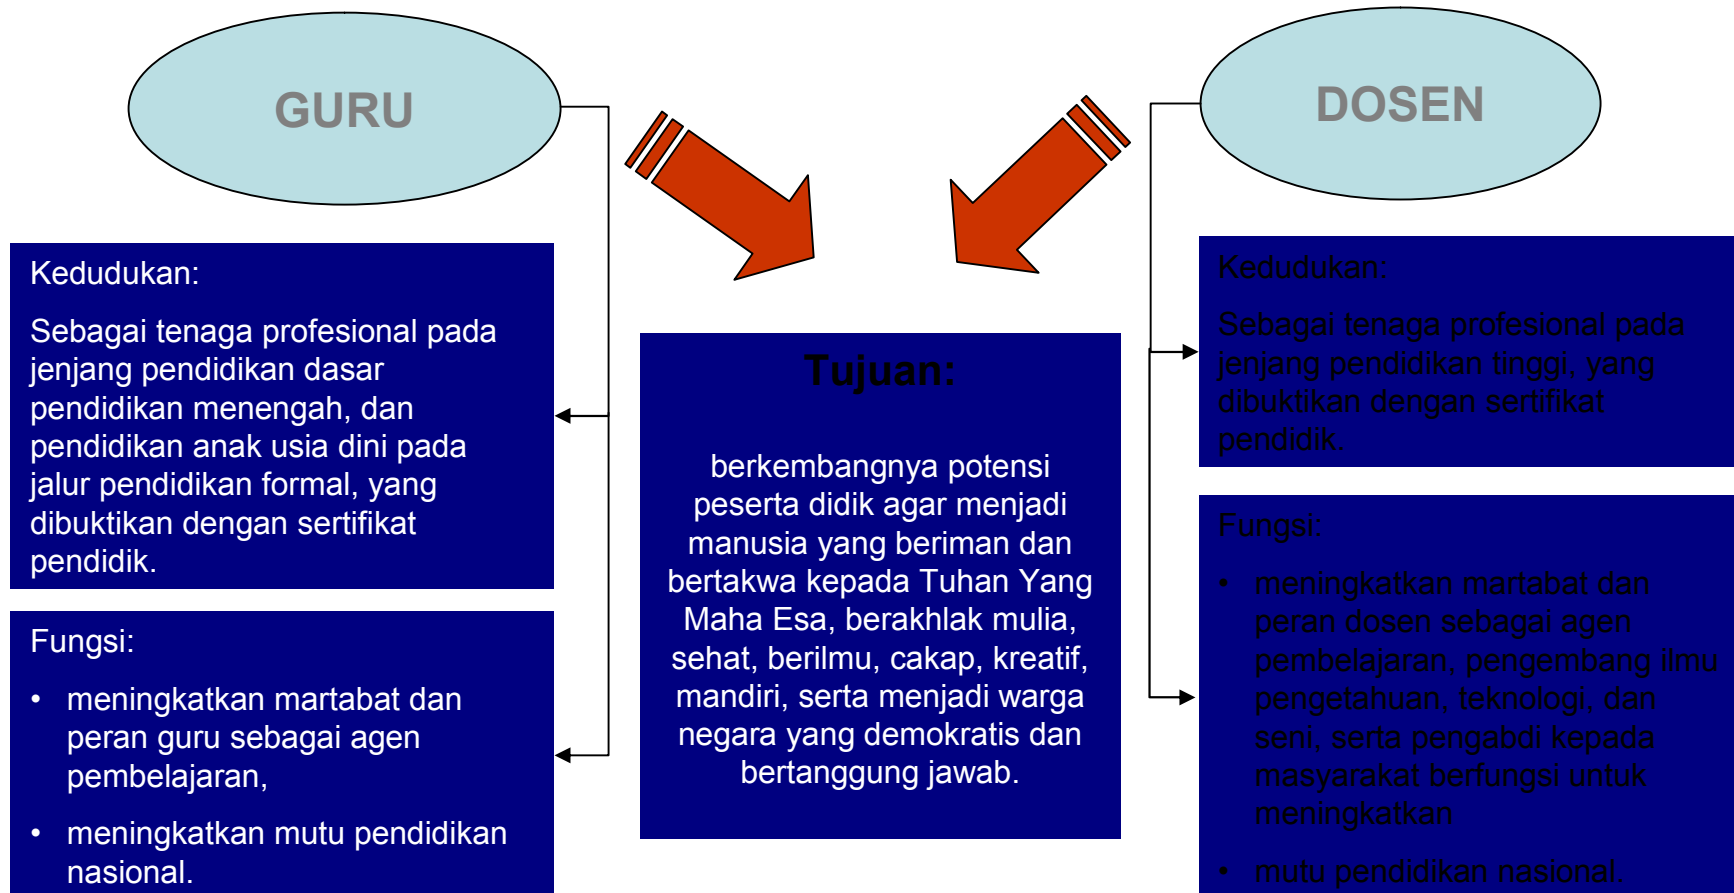 GURU
Kedudukan:
Sebagai tenaga profesional pada
jenjang pendidikan dasar
pendidikan menengah, dan
pendidikan anak usia dini pada
jalur pendidikan formal, yang
dibuktikan dengan sertifikat
pendidik.
Fungsi:
• meningkatkan martabat dan
peran guru sebagai agen
pembelajaran,
• meningkatkan mutu pendidikan
nasional.
Tujuan:
berkembangnya potensi
peserta didik agar menjadi
manusia yang beriman dan
bertakwa kepada Tuhan Yang
Maha Esa, berakhlak mulia,
sehat, berilmu, cakap, kreatif,
mandiri, serta menjadi warga
negara yang demokratis dan
bertanggung jawab.
DOSEN
Kedudukan:
Sebagai tenaga profesional pada
jenjang pendidikan tinggi, yang
dibuktikan dengan sertifikat
pendidik.
Fungsi:
• meningkatkan martabat dan
peran dosen sebagai agen
pembelajaran, pengembang ilmu
pengetahuan, teknologi, dan
seni, serta pengabdi kepada
masyarakat berfungsi untuk
meningkatkan
• mutu pendidikan nasional.